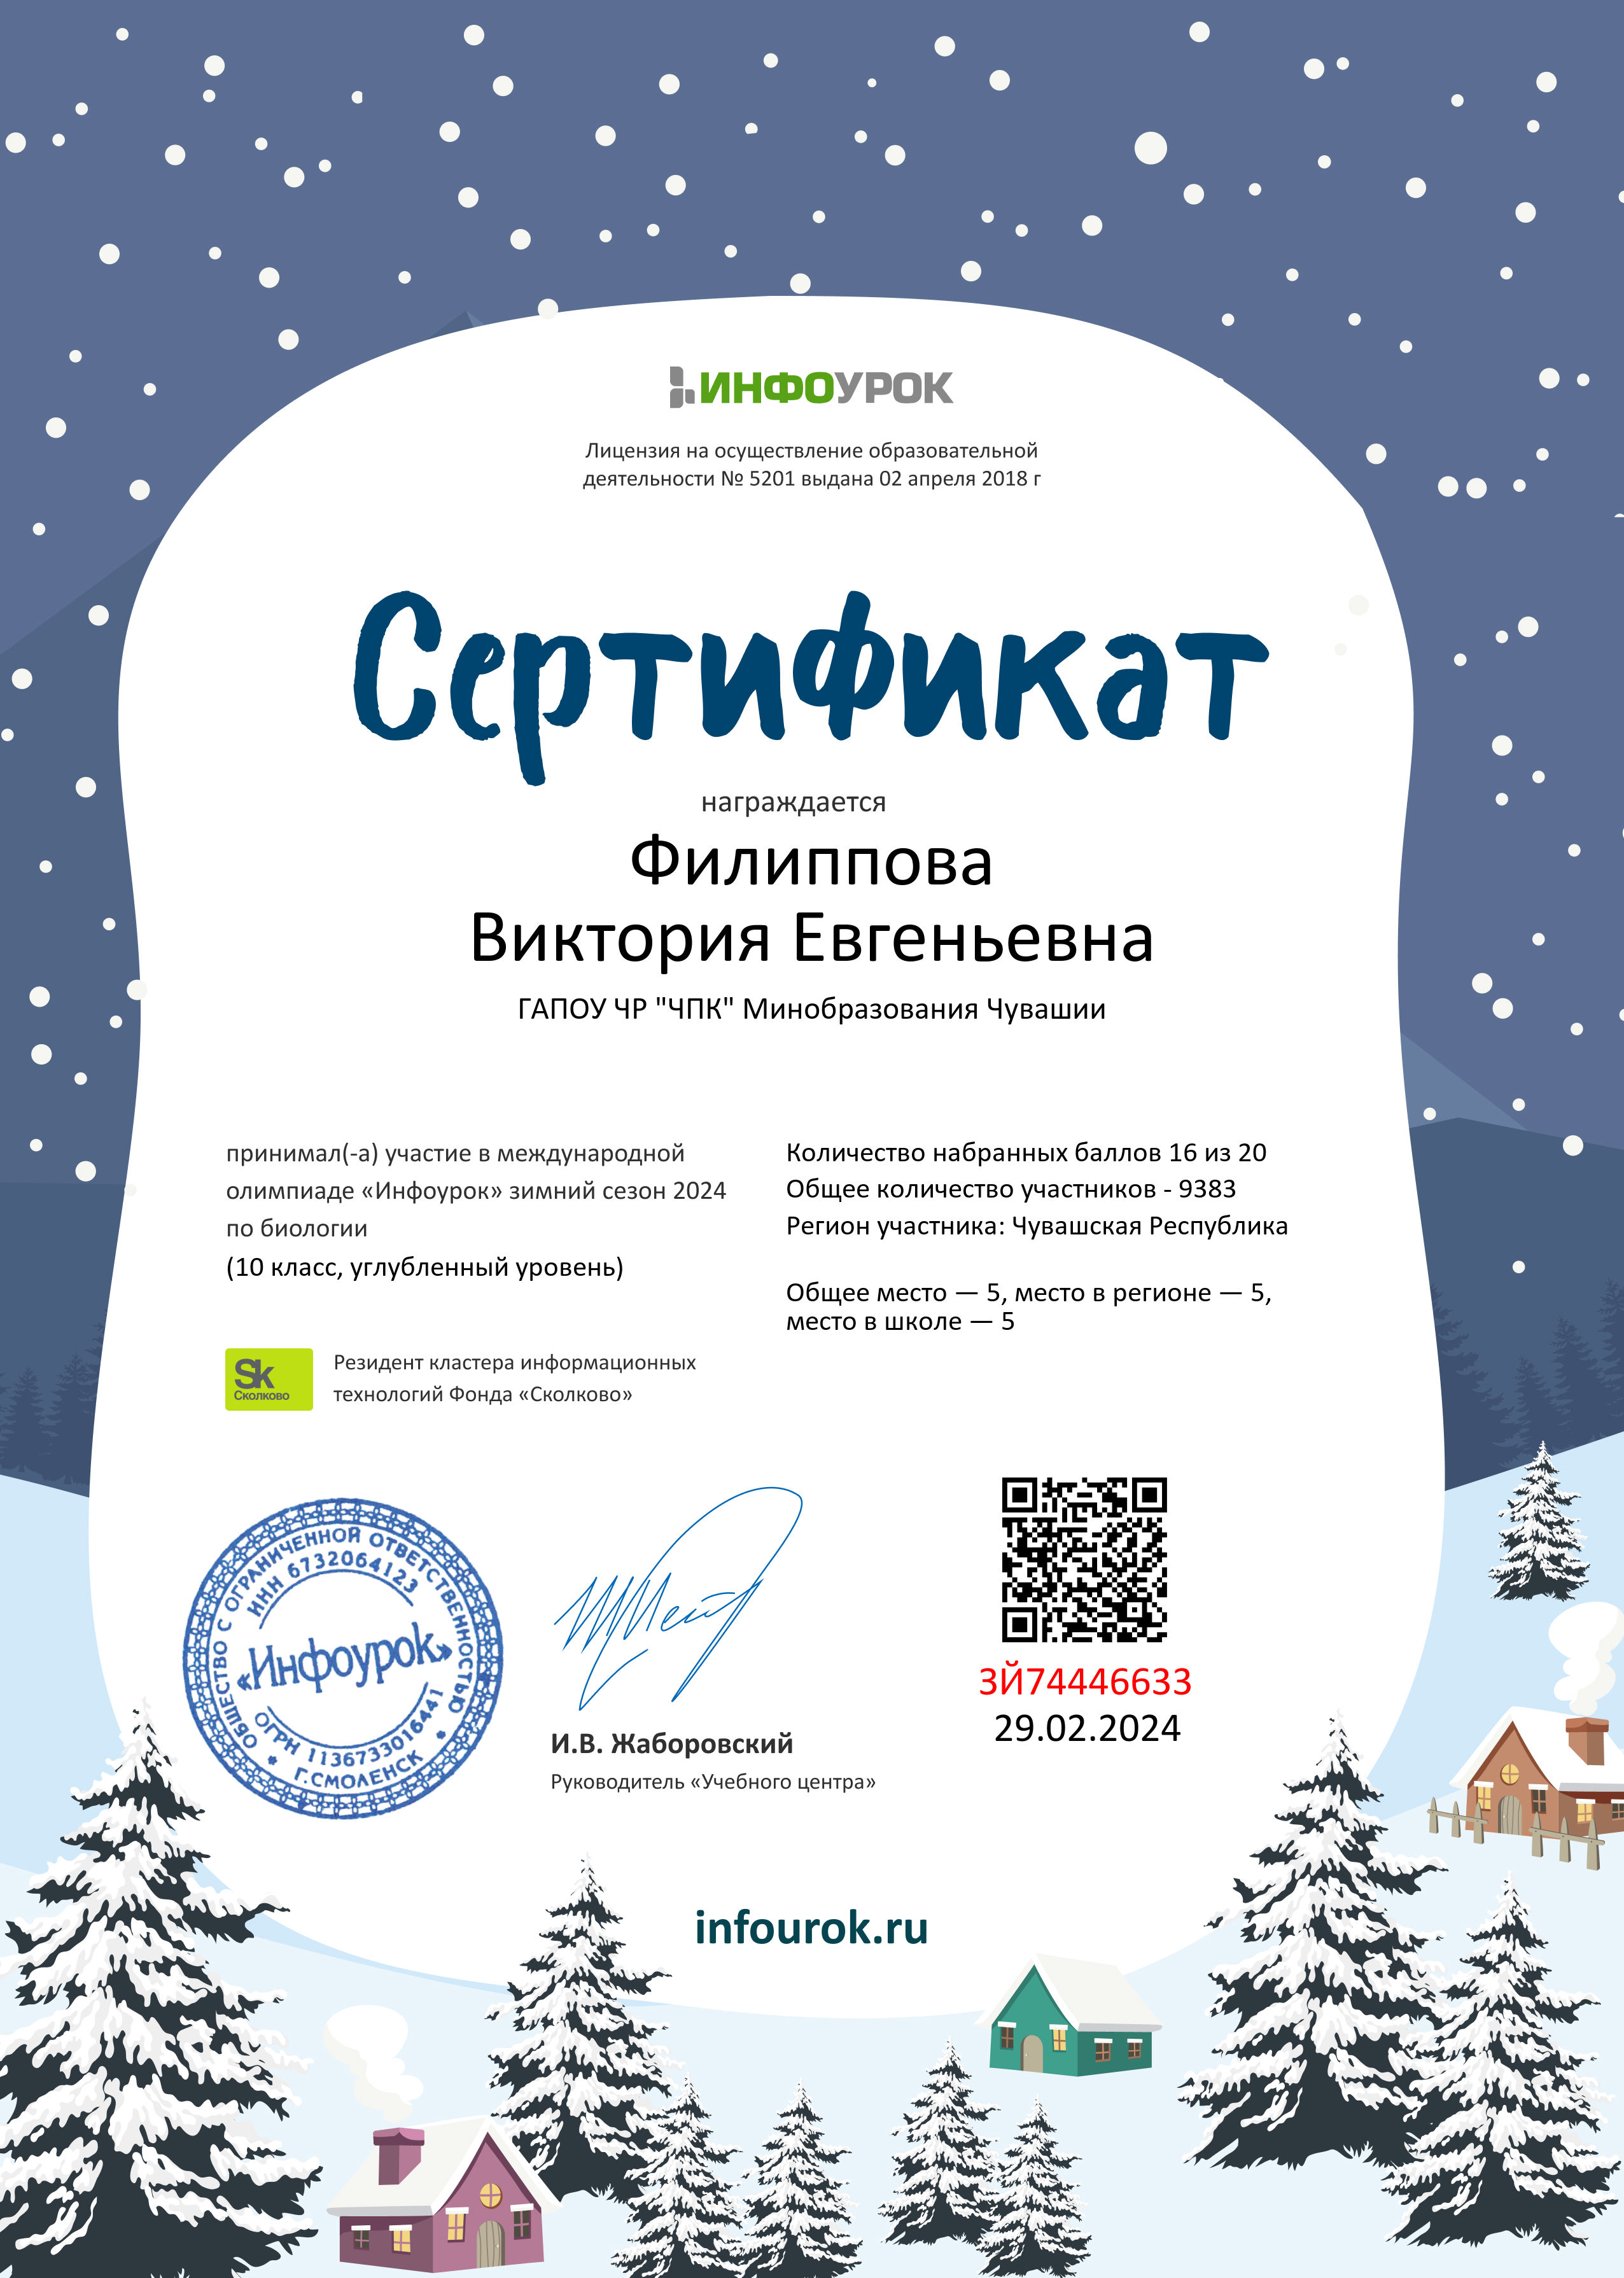 ИНФОУРОК
Лицензия на осуществление образовательной
деятельности № 5201 выдана 02 апреля 2018 г
Сертификат
награждается
Филиппова
Виктория Евгеньевна
ГАПОУ ЧР "ЧПК" Минобразования Чувашии
принимал(-а) участие в международной
олимпиаде «Инфоурок» зимний сезон 2024
по биологии
(10 класс, углубленный уровень)
Количество набранных баллов 16 из 20
Общее количество участников - 9383
Регион участника: Чувашская Республика
Общее место — 5, место в регионе — 5,
место в школе — 5
Sk
Сколково
Резидент кластера информационных
технологий Фонда «Сколково»
ОБЩЕСТВО С ОГРАНИЧЕННОЙ ОТВЕТСТВЕННОСТЬЮ
ИНН 6732064123
«Инфоурок»
ОГРН 1136733016441
Г.СМОЛЕНСК
И.В. Жаборовский
Руководитель «Учебного центра»
ЗЙ74446633
29.02.2024
infourok.ru